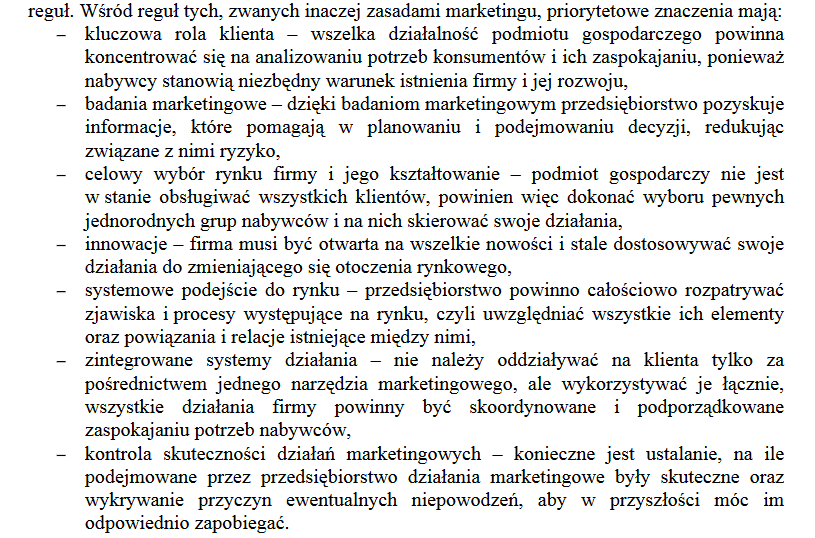 reguł. Wśród reguł tych, zwanych inaczej zasadami marketingu, priorytetowe znaczenia mają:
− kluczowa rola klienta – wszelka działalność podmiotu gospodarczego powinna
koncentrować się na analizowaniu potrzeb konsumentów i ich zaspokajaniu, ponieważ
nabywcy stanowią niezbędny warunek istnienia firmy i jej rozwoju,
− badania marketingowe – dzięki badaniom marketingowym przedsiębiorstwo pozyskuje
informacje, które pomagają w planowaniu i podejmowaniu decyzji, redukując
związane z nimi ryzyko,
− celowy wybór rynku firmy i jego kształtowanie – podmiot gospodarczy nie jest
w stanie obsługiwać wszystkich klientów, powinien więc dokonać wyboru pewnych
jednorodnych grup nabywców i na nich skierować swoje działania,
− innowacje – firma musi być otwarta na wszelkie nowości i stale dostosowywać swoje
działania do zmieniającego się otoczenia rynkowego,
− systemowe podejście do rynku – przedsiębiorstwo powinno całościowo rozpatrywać
zjawiska i procesy występujące na rynku, czyli uwzględniać wszystkie ich elementy
oraz powiązania i relacje istniejące między nimi,
− zintegrowane systemy działania – nie należy oddziaływać na klienta tylko za
pośrednictwem jednego narzędzia marketingowego, ale wykorzystywać je łącznie,
wszystkie działania firmy powinny być skoordynowane i podporządkowane
zaspokajaniu potrzeb nabywców,
− kontrola skuteczności działań marketingowych – konieczne jest ustalanie, na ile
podejmowane przez przedsiębiorstwo działania marketingowe były skuteczne oraz
wykrywanie przyczyn ewentualnych niepowodzeń, aby w przyszłości móc im
odpowiednio zapobiegać.